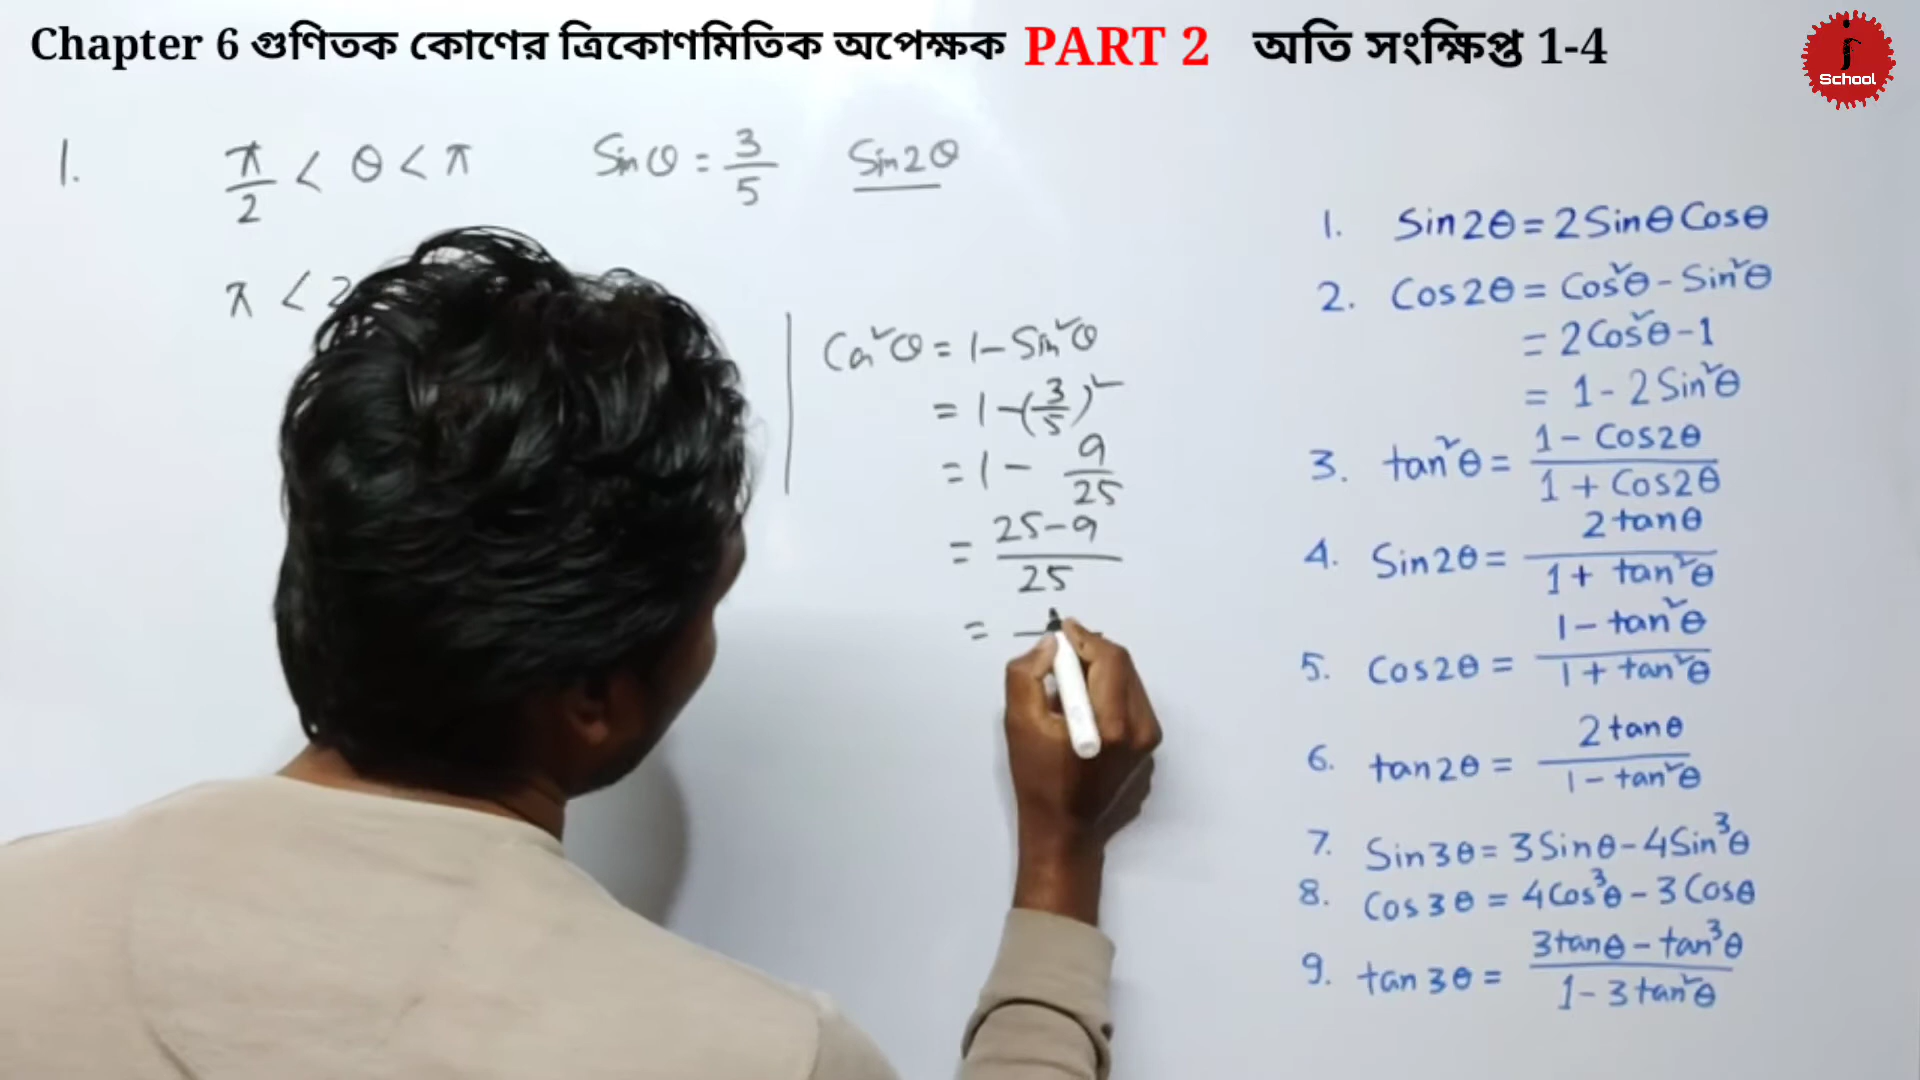 Chapter 6 গুণিতক কোণের ত্রিকোণমিতিক অপেক্ষক PART 2 অতি সংক্ষিপ্ত 1-4
School
1. π/2 < θ < π Sinθ = 3/5 Sin2θ
π < 2
Cos²θ = 1 - Sin²θ
= 1 - (3/5)²
= 1 - 9/25
= (25-9)/25
=
1. Sin2θ = 2SinθCosθ
2. Cos2θ = Cos²θ - Sin²θ
= 2Cos²θ - 1
= 1 - 2Sin²θ
3. tan²θ = (1 - Cos2θ)/(1 + Cos2θ)
4. Sin2θ = 2tanθ/(1 + tan²θ)
5. Cos2θ = (1 - tan²θ)/(1 + tan²θ)
6. tan2θ = 2tanθ/(1 - tan²θ)
7. Sin3θ = 3Sinθ - 4Sin³θ
8. Cos3θ = 4Cos³θ - 3Cosθ
9. tan3θ = (3tanθ - tan³θ)/(1 - 3tan²θ)